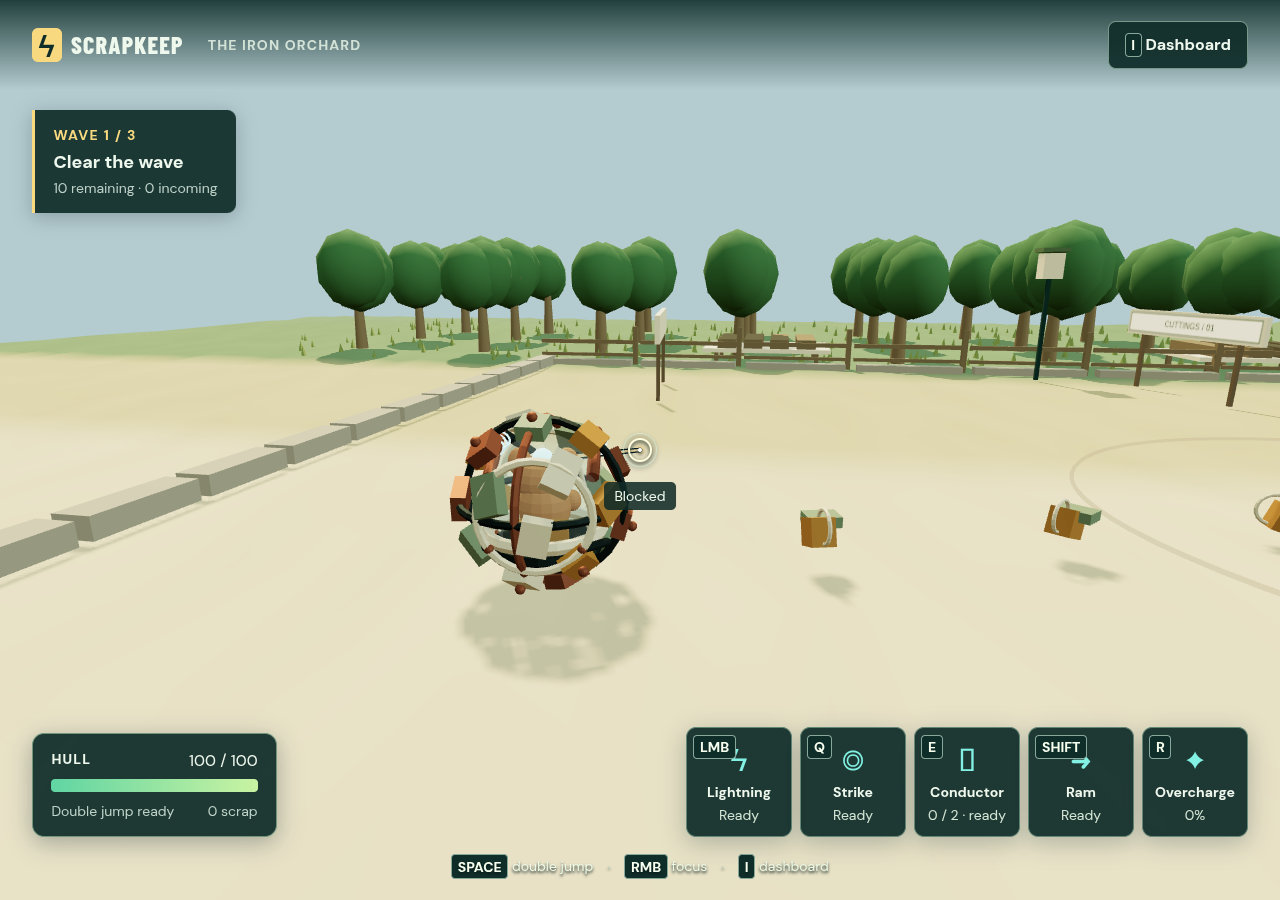 SCRAPKEEP
THE IRON ORCHARD
I Dashboard
WAVE 1 / 3
Clear the wave
10 remaining · 0 incoming
CUTTINGS / 01
Blocked
HULL 100 / 100
Double jump ready 0 scrap
LMB
Lightning
Ready
Q
Strike
Ready
E
Conductor
0 / 2 · ready
SHIFT
Ram
Ready
R
Overcharge
0%
SPACE double jump · RMB focus · I dashboard